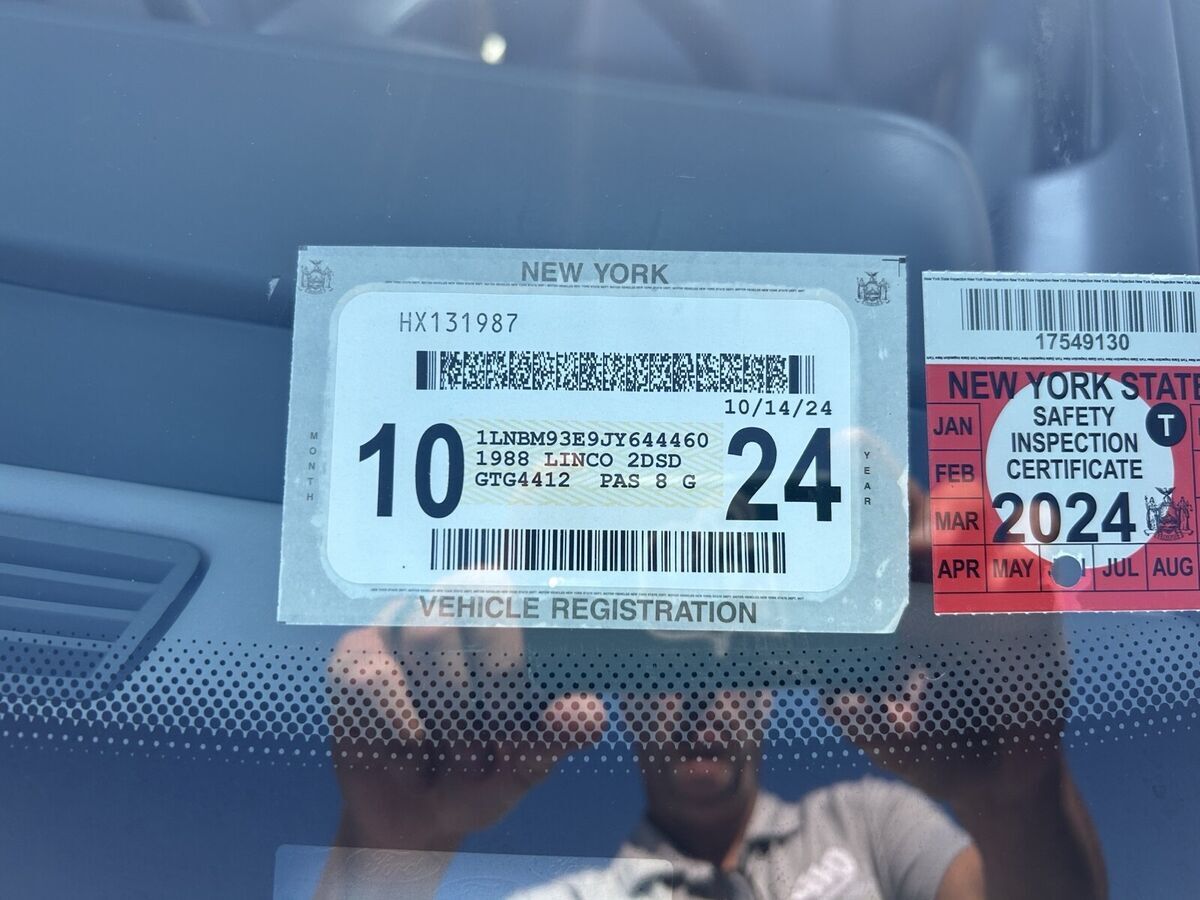 NEW YORK
HX131987
10/14/24
MONTH
10
1LNBM93E9JY644460
1988 LINCO 2DSD
GTG4412 PAS 8 G
24
YEAR
VEHICLE REGISTRATION
17549130
NEW YORK STATE
SAFETY
INSPECTION
CERTIFICATE
T
2024
JAN
FEB
MAR
APR MAY JUL AUG